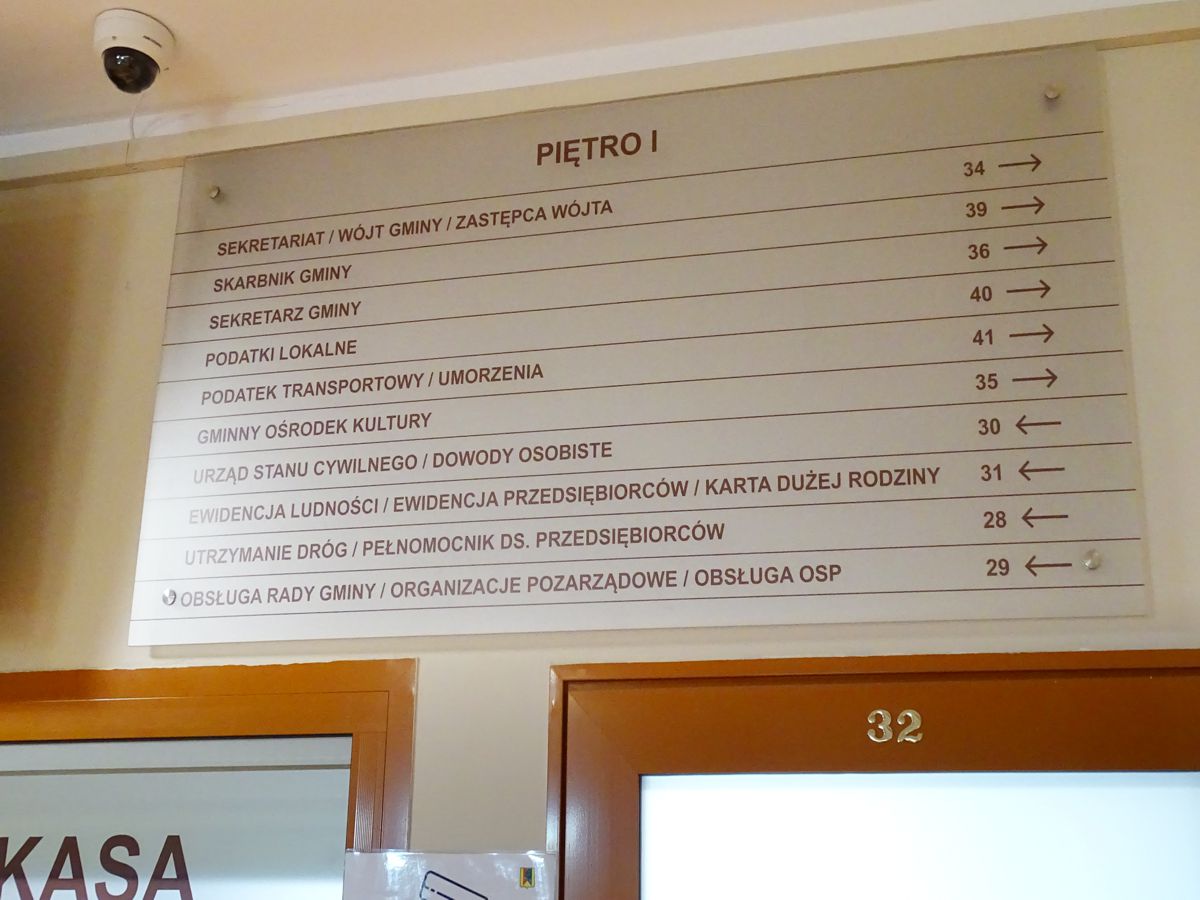 PIĘTRO I
SEKRETARIAT / WÓJT GMINY / ZASTĘPCA WÓJTA 34 →
SKARBNIK GMINY 39 →
SEKRETARZ GMINY 36 →
PODATKI LOKALNE 40 →
PODATEK TRANSPORTOWY / UMORZENIA 41 →
GMINNY OŚRODEK KULTURY 35 →
URZĄD STANU CYWILNEGO / DOWODY OSOBISTE 30 ←
EWIDENCJA LUDNOŚCI / EWIDENCJA PRZEDSIĘBIORCÓW / KARTA DUŻEJ RODZINY 31 ←
UTRZYMANIE DRÓG / PEŁNOMOCNIK DS. PRZEDSIĘBIORCÓW 28 ←
OBSŁUGA RADY GMINY / ORGANIZACJE POZARZĄDOWE / OBSŁUGA OSP 29 ←
32
KASA